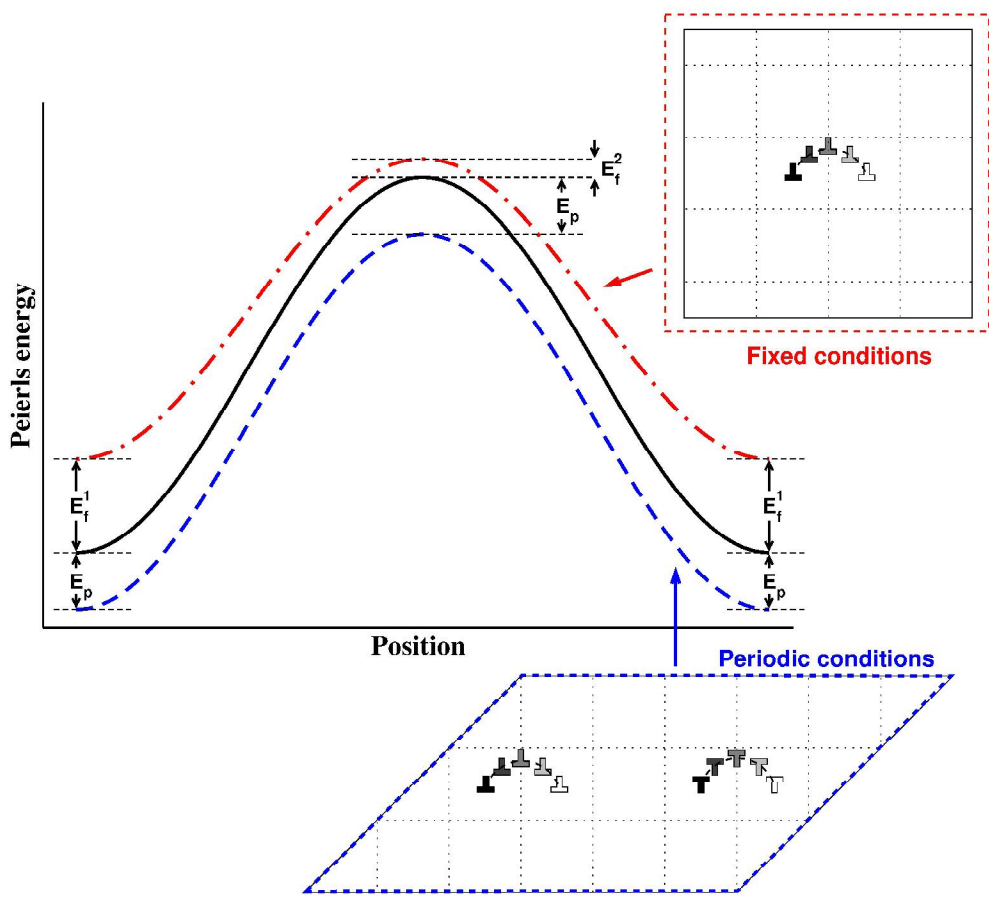 E_f^2
E_p
Peierls energy
Fixed conditions
E_f^1
E_f^1
E_p
E_p
Position
Periodic conditions